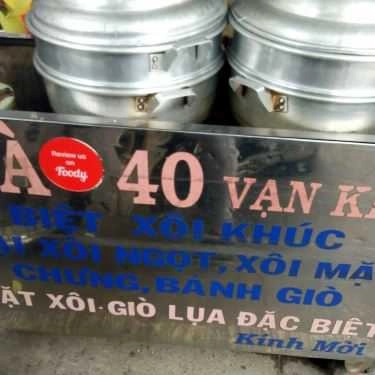 À 40 VẠN K
Review us
on
Foody
BIỆT XÔI KHÚC
XÔI NGỌT, XÔI MẶ
CHƯNG, BÁNH GIÒ
ẶT XÔI-GIÒ LỤA ĐẶC BIỆT
Kính Mời